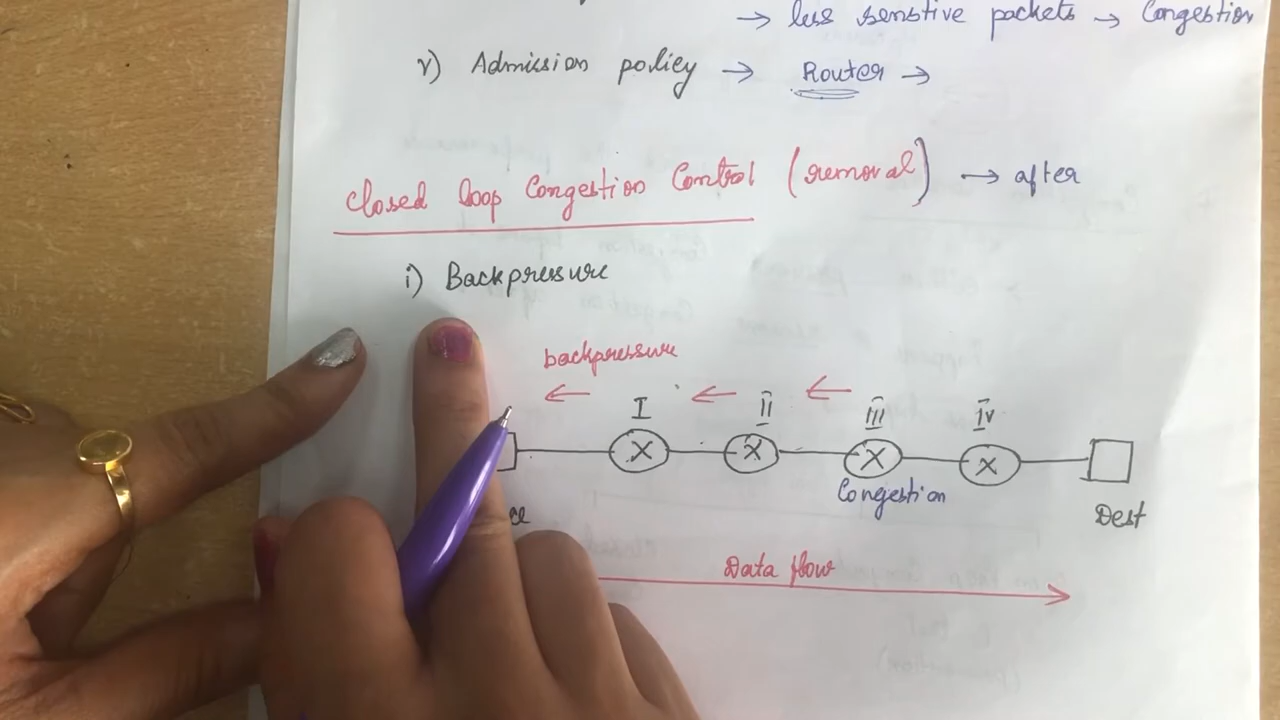 → less senstive packets → Congestion
v) Admission policy → Router →
Closed loop Congestion Control (removal) → after
i) Backpressure
backpressure
← ← ←
I II III IV
X X X X
Congestion
Dest
Data flow